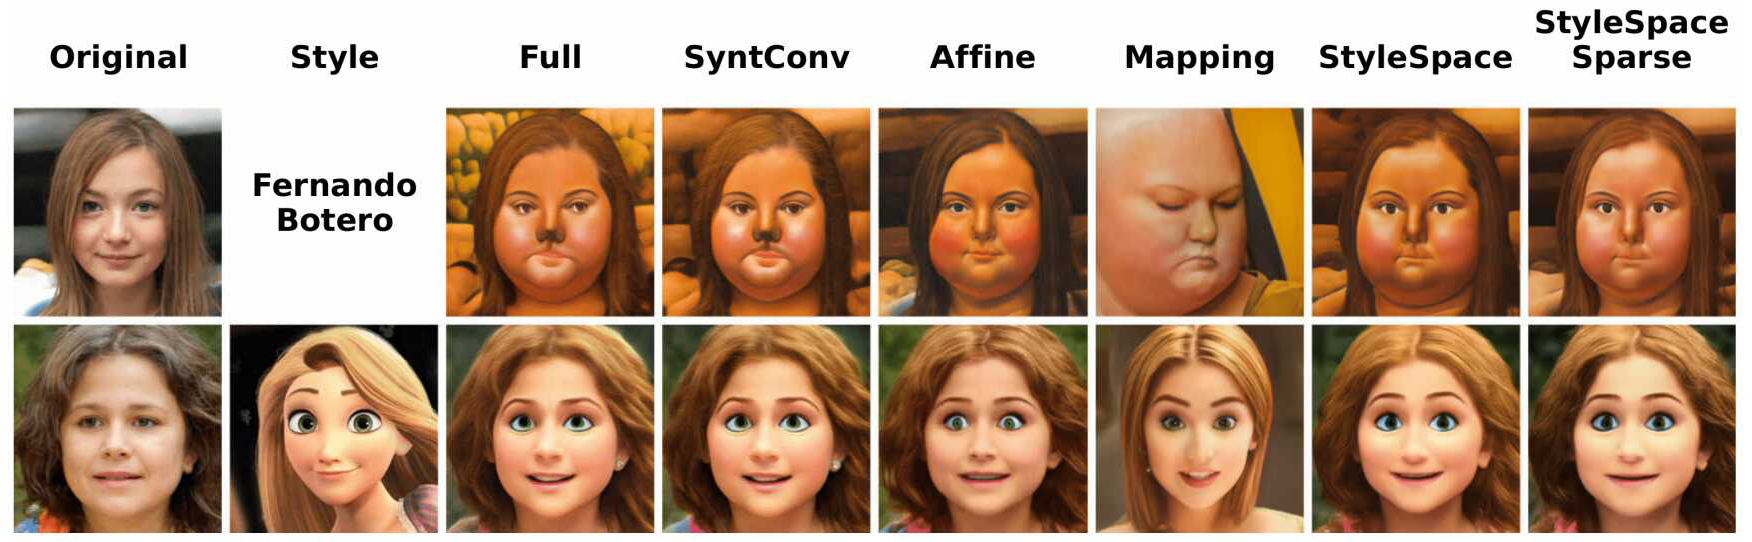 Original Style Full SyntConv Affine Mapping StyleSpace StyleSpace
Sparse
Fernando
Botero